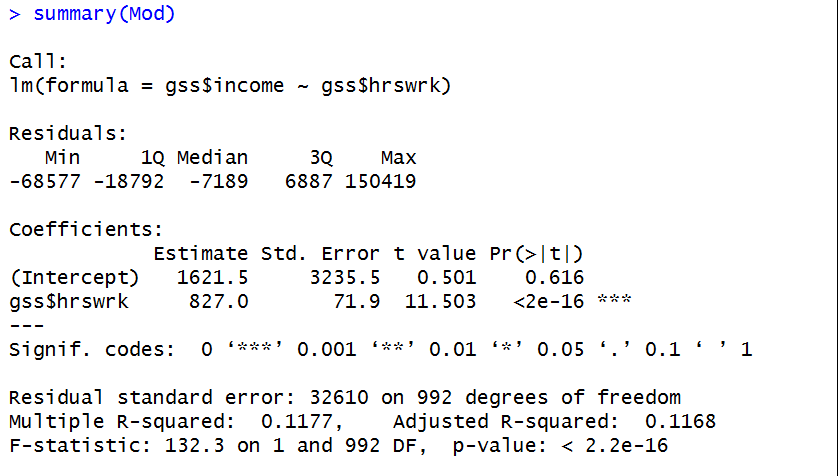 > summary(Mod)
Call:
lm(formula = gss$income ~ gss$hrswrk)
Residuals:
   Min     1Q Median     3Q    Max
-68577 -18792  -7189   6887 150419
Coefficients:
            Estimate Std. Error t value Pr(>|t|)
(Intercept)   1621.5     3235.5   0.501    0.616
gss$hrswrk     827.0       71.9  11.503   <2e-16 ***
---
Signif. codes:  0 ‘***’ 0.001 ‘**’ 0.01 ‘*’ 0.05 ‘.’ 0.1 ‘ ’ 1
Residual standard error: 32610 on 992 degrees of freedom
Multiple R-squared:  0.1177,    Adjusted R-squared:  0.1168
F-statistic: 132.3 on 1 and 992 DF,  p-value: < 2.2e-16